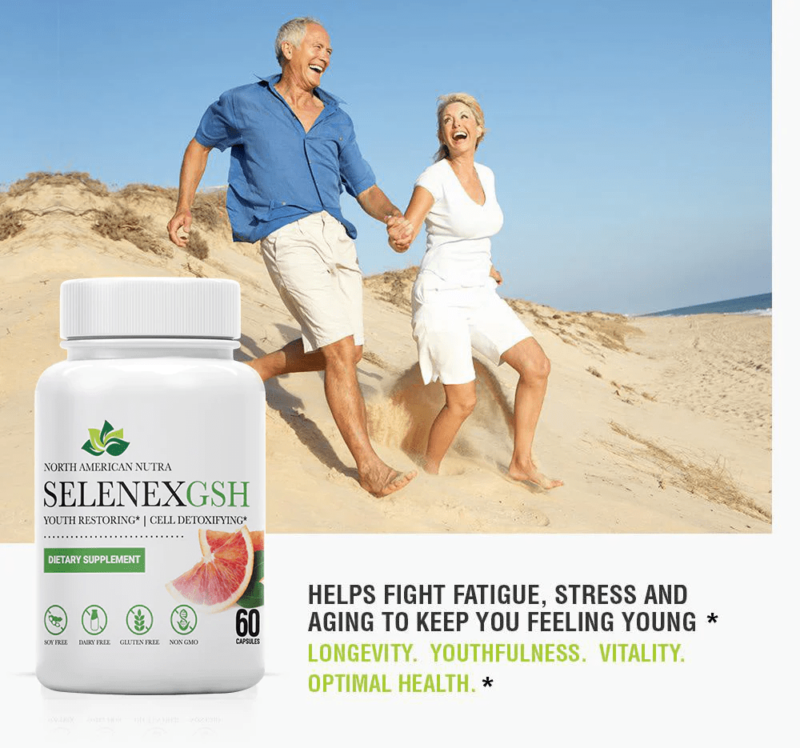 NORTH AMERICAN NUTRA
SELENEXGSH
YOUTH RESTORING* | CELL DETOXIFYING*
DIETARY SUPPLEMENT
SOY FREE DAIRY FREE GLUTEN FREE NON GMO
60
CAPSULES
HELPS FIGHT FATIGUE, STRESS AND
AGING TO KEEP YOU FEELING YOUNG *
LONGEVITY. YOUTHFULNESS. VITALITY.
OPTIMAL HEALTH. *